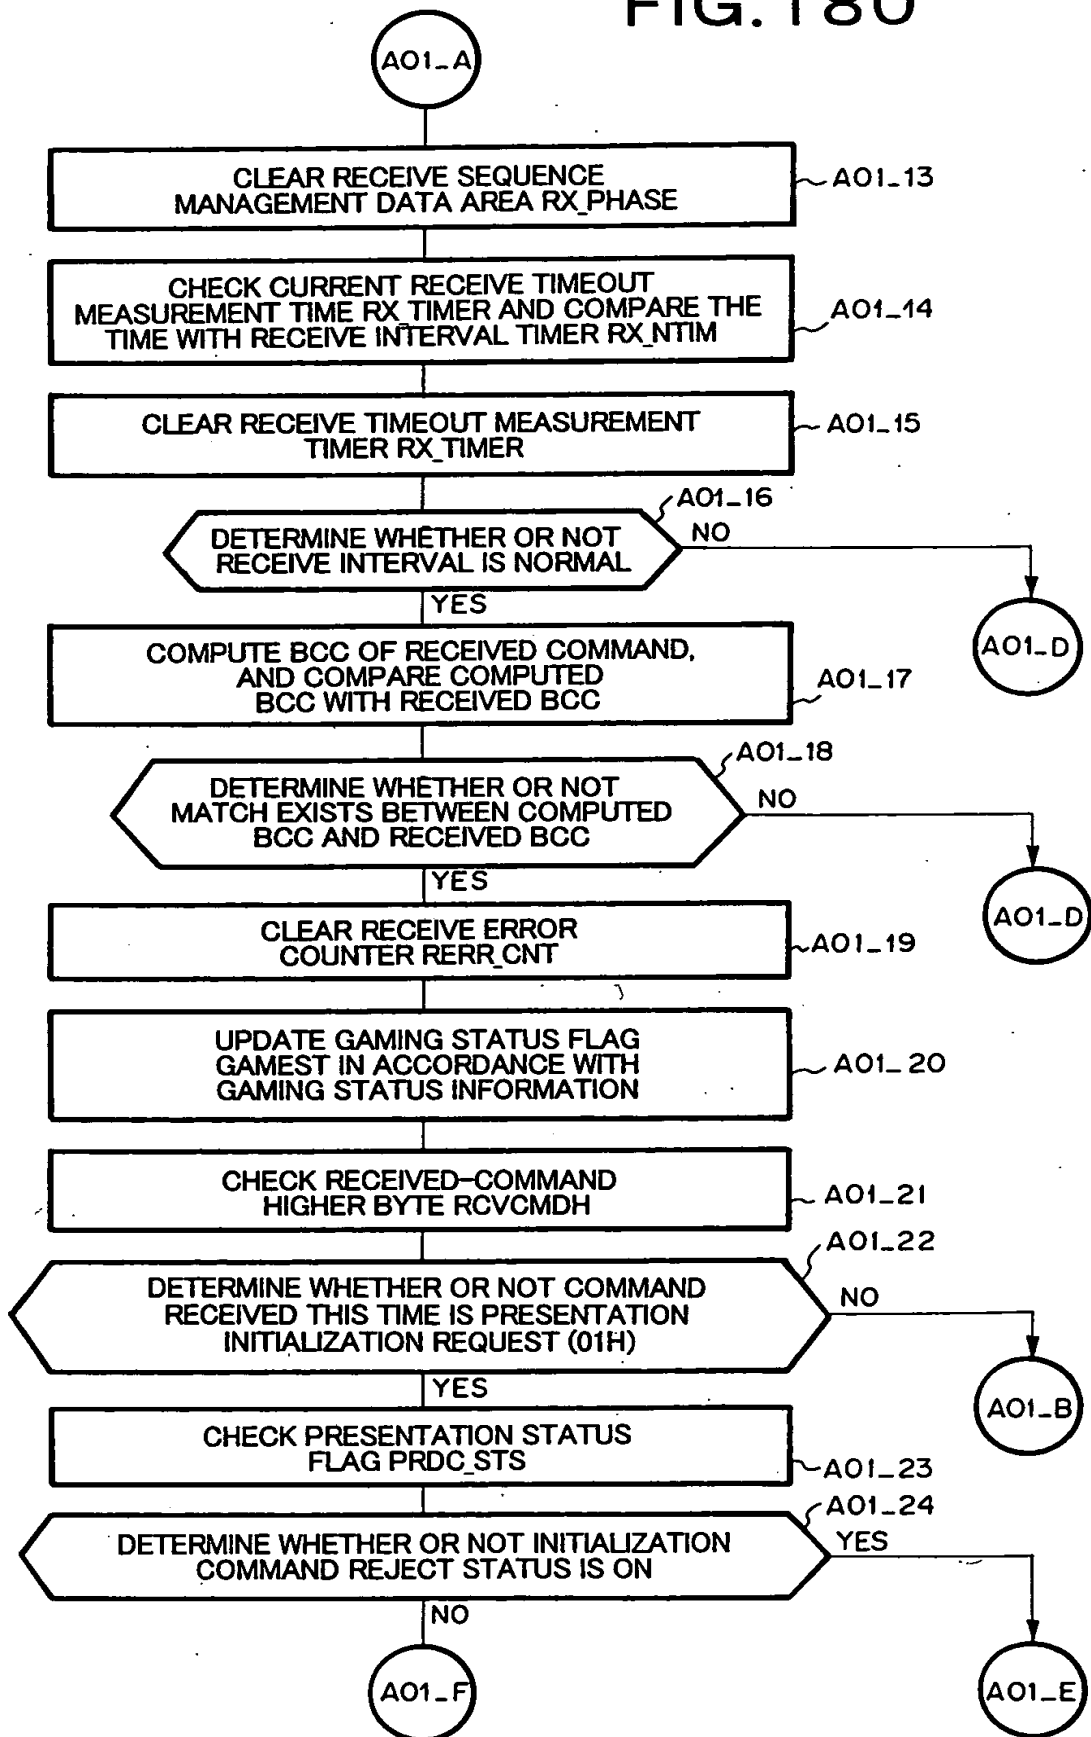 FIG. 180
A01_A
CLEAR RECEIVE SEQUENCE
MANAGEMENT DATA AREA RX_PHASE
A01_13
CHECK CURRENT RECEIVE TIMEOUT
MEASUREMENT TIME RX_TIMER AND COMPARE THE
TIME WITH RECEIVE INTERVAL TIMER RX_NTIM
A01_14
CLEAR RECEIVE TIMEOUT MEASUREMENT
TIMER RX_TIMER
A01_15
A01_16
DETERMINE WHETHER OR NOT
RECEIVE INTERVAL IS NORMAL
NO
YES
A01_D
COMPUTE BCC OF RECEIVED COMMAND,
AND COMPARE COMPUTED
BCC WITH RECEIVED BCC
A01_17
A01_18
DETERMINE WHETHER OR NOT
MATCH EXISTS BETWEEN COMPUTED
BCC AND RECEIVED BCC
NO
YES
A01_D
CLEAR RECEIVE ERROR
COUNTER RERR_CNT
A01_19
UPDATE GAMING STATUS FLAG
GAMEST IN ACCORDANCE WITH
GAMING STATUS INFORMATION
A01_20
CHECK RECEIVED-COMMAND
HIGHER BYTE RCVCMDH
A01_21
A01_22
DETERMINE WHETHER OR NOT COMMAND
RECEIVED THIS TIME IS PRESENTATION
INITIALIZATION REQUEST (01H)
NO
YES
A01_B
CHECK PRESENTATION STATUS
FLAG PRDC_STS
A01_23
A01_24
DETERMINE WHETHER OR NOT INITIALIZATION
COMMAND REJECT STATUS IS ON
YES
NO
A01_F
A01_E